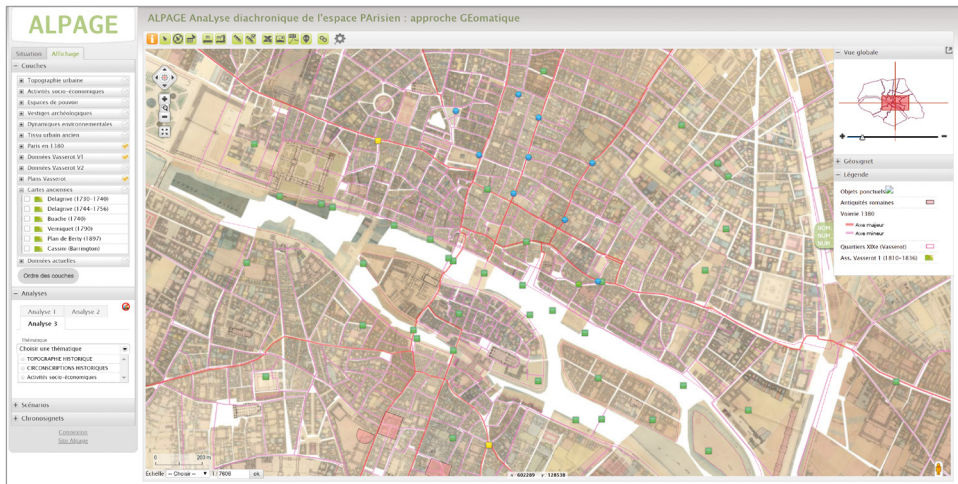 ALPAGE
ALPAGE AnaLyse diachronique de l'espace PArisien : approche GEomatique
Situation
Affichage
Couches
Topographie urbaine
Activités socio-économiques
Espaces de pouvoir
Vestiges archéologiques
Dynamiques environnementales
Tissu urbain ancien
Paris en 1380
Données Vasserot V1
Données Vasserot V2
Plans Vasserot
Cartes anciennes
Delagrive (1730-1740)
Delagrive (1744-1756)
Buache (1740)
Verniquet (1790)
Plan de Berty (1897)
Cassini (Barrington)
Données actuelles
Ordre des couches
Analyses
Analyse 1
Analyse 2
Analyse 3
Thématique
Choisir une thématique
TOPOGRAPHIE HISTORIQUE
CIRCONSCRIPTIONS HISTORIQUES
Activités socio-économiques
Scénarios
Chronosignets
Connexion
Site Alpage
0 200 m
Echelle -- Choisir -- 1 / 7608 ok
x: 602289 y: 128538
Vue globale
Géosignet
Légende
Objets ponctuels
Antiquités romaines
Voirie 1380
Axe majeur
Axe mineur
Quartiers XIXe (Vasserot)
Ass. Vasserot 1 (1810-1836)
NOM
NUM
NUM